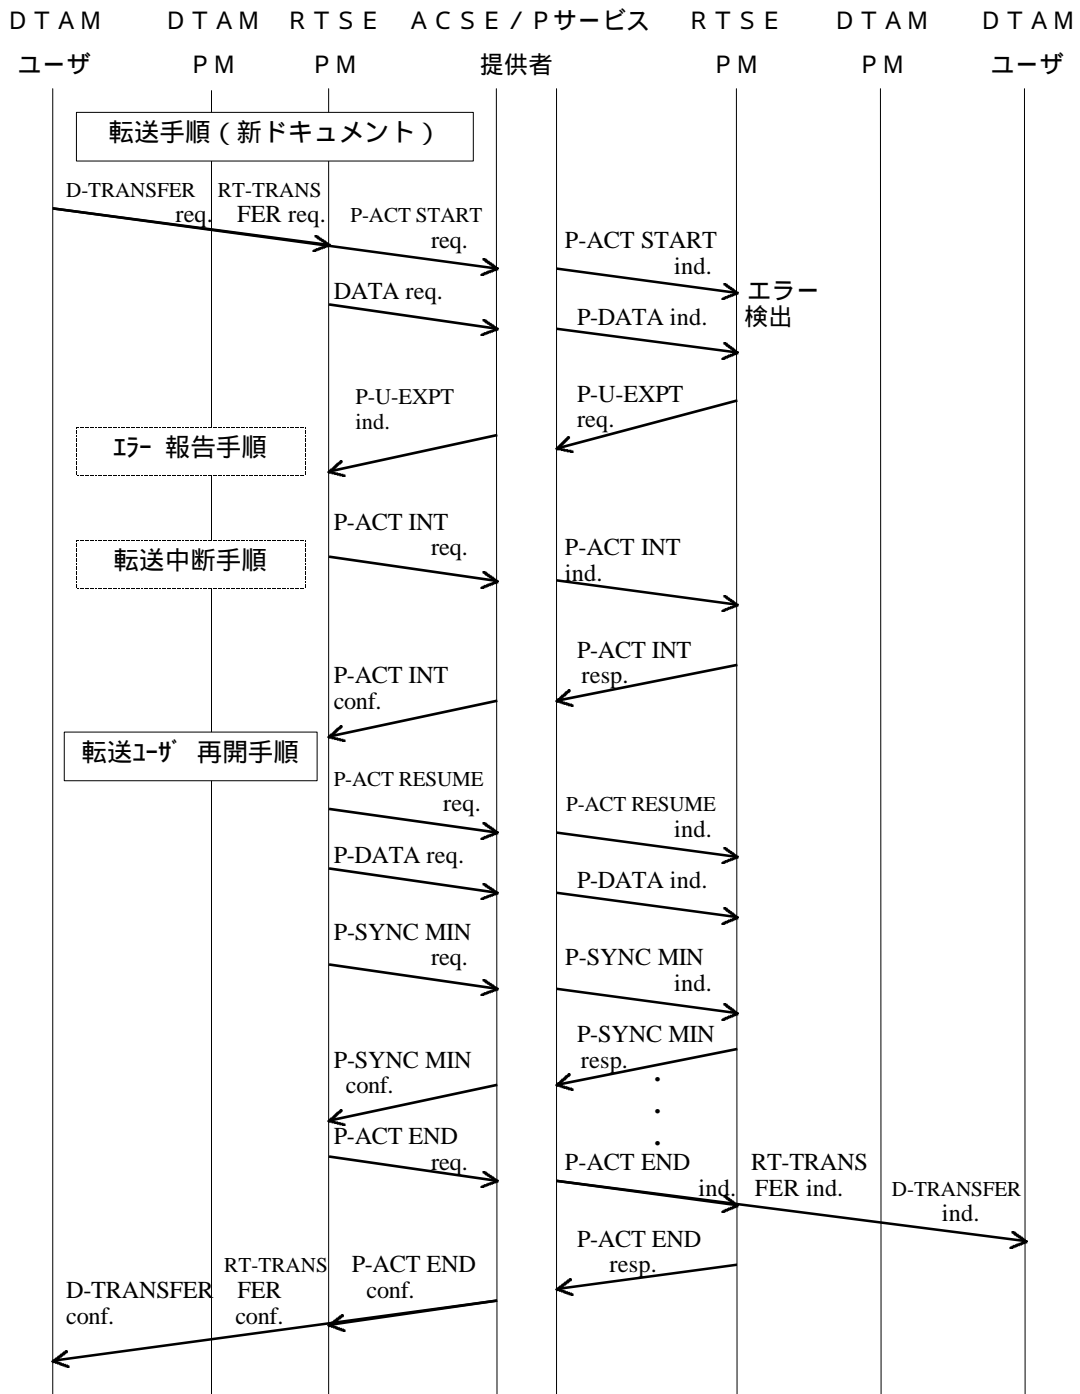 ＤＴＡＭ ＤＴＡＭ ＲＴＳＥ ＡＣＳＥ／Ｐサービス ＲＴＳＥ ＤＴＡＭ ＤＴＡＭ
ユーザ ＰＭ ＰＭ 提供者 ＰＭ ＰＭ ユーザ
転送手順（新ドキュメント）
D-TRANSFER
req.
RT-TRANS
FER req.
P-ACT START
req.
P-ACT START
ind.
エラー
検出
DATA req.
P-DATA ind.
P-U-EXPT
req.
P-U-EXPT
ind.
ｴﾗｰ 報告手順
P-ACT INT
req.
転送中断手順
P-ACT INT
ind.
P-ACT INT
resp.
P-ACT INT
conf.
転送ﾕｰｻﾞ 再開手順
P-ACT RESUME
req.
P-ACT RESUME
ind.
P-DATA req.
P-DATA ind.
P-SYNC MIN
req.
P-SYNC MIN
ind.
P-SYNC MIN
resp.
P-SYNC MIN
conf.
・
・
・
P-ACT END
req.
P-ACT END
ind.
RT-TRANS
FER ind.
D-TRANSFER
ind.
P-ACT END
resp.
P-ACT END
conf.
RT-TRANS
FER
conf.
D-TRANSFER
conf.